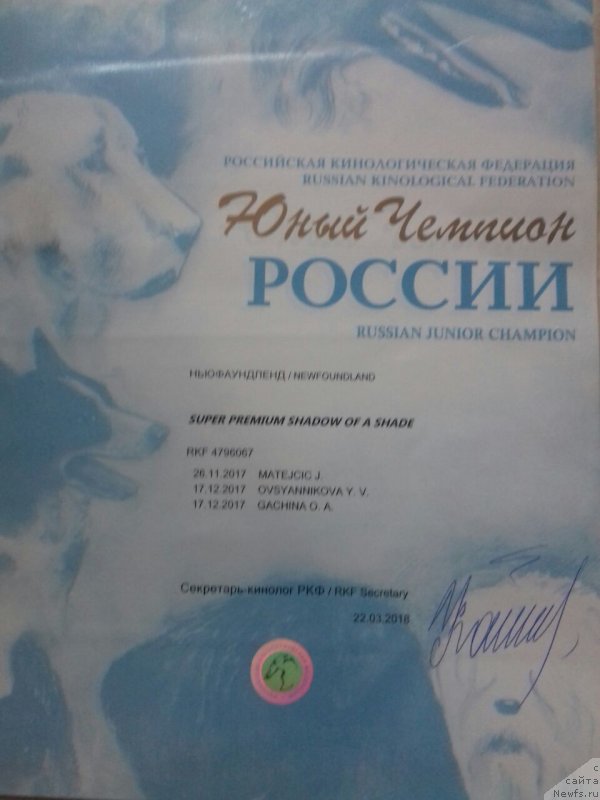 РОССИЙСКАЯ КИНОЛОГИЧЕСКАЯ ФЕДЕРАЦИЯ
RUSSIAN KINOLOGICAL FEDERATION
Юный Чемпион
РОССИИ
RUSSIAN JUNIOR CHAMPION
НЬЮФАУНДЛЕНД / NEWFOUNDLAND
SUPER PREMIUM SHADOW OF A SHADE
RKF 4796067
26.11.2017 MATEJCIC J.
17.12.2017 OVSYANNIKOVA Y. V.
17.12.2017 GACHINA O. A.
Секретарь-кинолог РКФ / RKF Secretary
22.03.2018
с
сайта
Newfs.ru